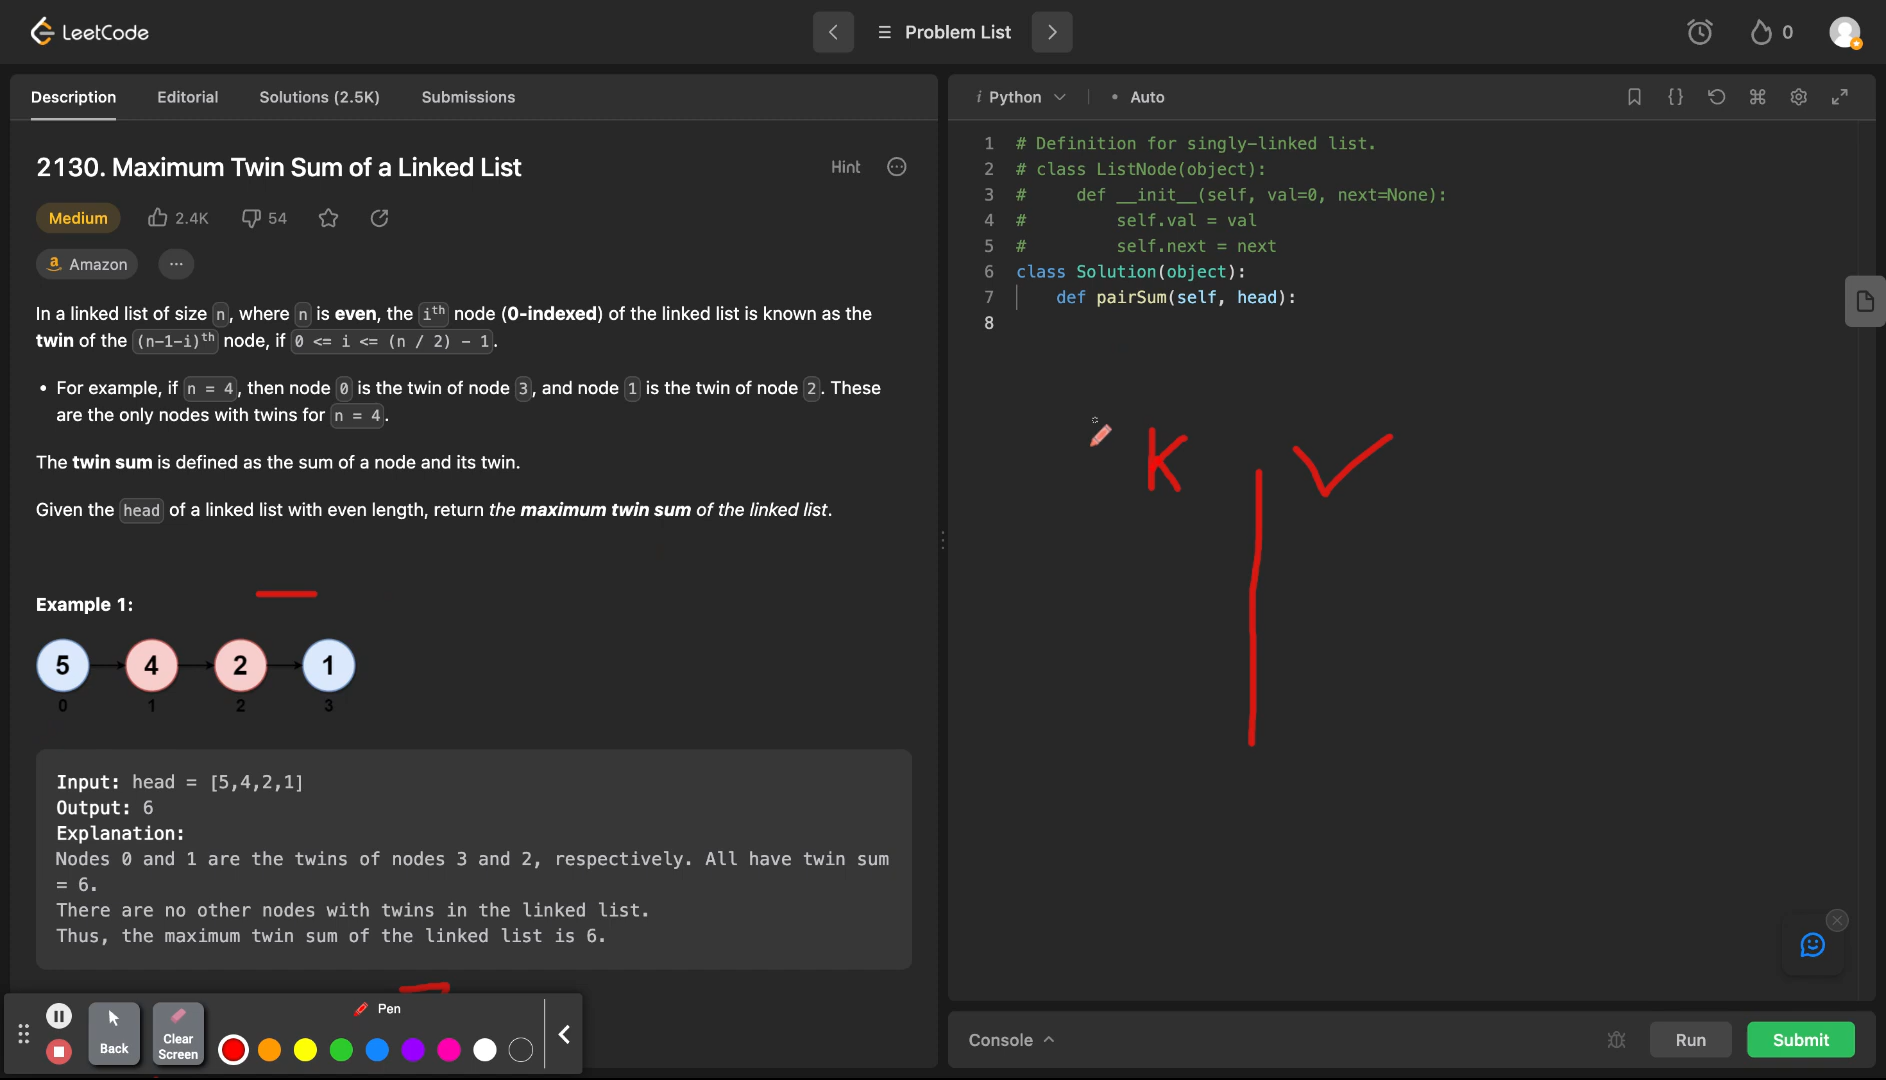 LeetCode
Problem List
0
Description Editorial Solutions (2.5K) Submissions
2130. Maximum Twin Sum of a Linked List
Hint
Medium 2.4K 54
Amazon ...
In a linked list of size n, where n is even, the iᵗʰ node (0-indexed) of the linked list is known as the
twin of the (n-1-i)ᵗʰ node, if 0 <= i <= (n / 2) - 1.
• For example, if n = 4, then node 0 is the twin of node 3, and node 1 is the twin of node 2. These
are the only nodes with twins for n = 4.
The twin sum is defined as the sum of a node and its twin.
Given the head of a linked list with even length, return the maximum twin sum of the linked list.
Example 1:
5 4 2 1
0 1 2 3
Input: head = [5,4,2,1]
Output: 6
Explanation:
Nodes 0 and 1 are the twins of nodes 3 and 2, respectively. All have twin sum
= 6.
There are no other nodes with twins in the linked list.
Thus, the maximum twin sum of the linked list is 6.
Pen
Back
Clear
Screen
i Python • Auto
1 # Definition for singly-linked list.
2 # class ListNode(object):
3 #     def __init__(self, val=0, next=None):
4 #         self.val = val
5 #         self.next = next
6 class Solution(object):
7     def pairSum(self, head):
8
K
Console
Run
Submit